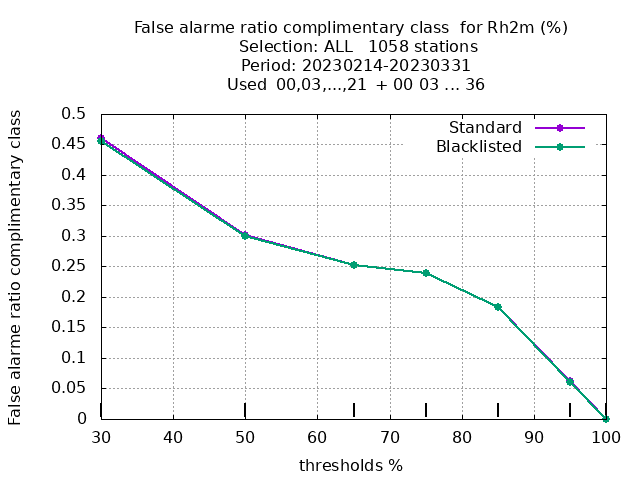 False alarme ratio complimentary class  for Rh2m (%)
Selection: ALL   1058 stations
Period: 20230214-20230331
Used  00,03,...,21  + 00 03 ... 36
False alarme ratio complimentary class
0.5
0.45
0.4
0.35
0.3
0.25
0.2
0.15
0.1
0.05
0
Standard
Blacklisted
30 40 50 60 70 80 90 100
thresholds %